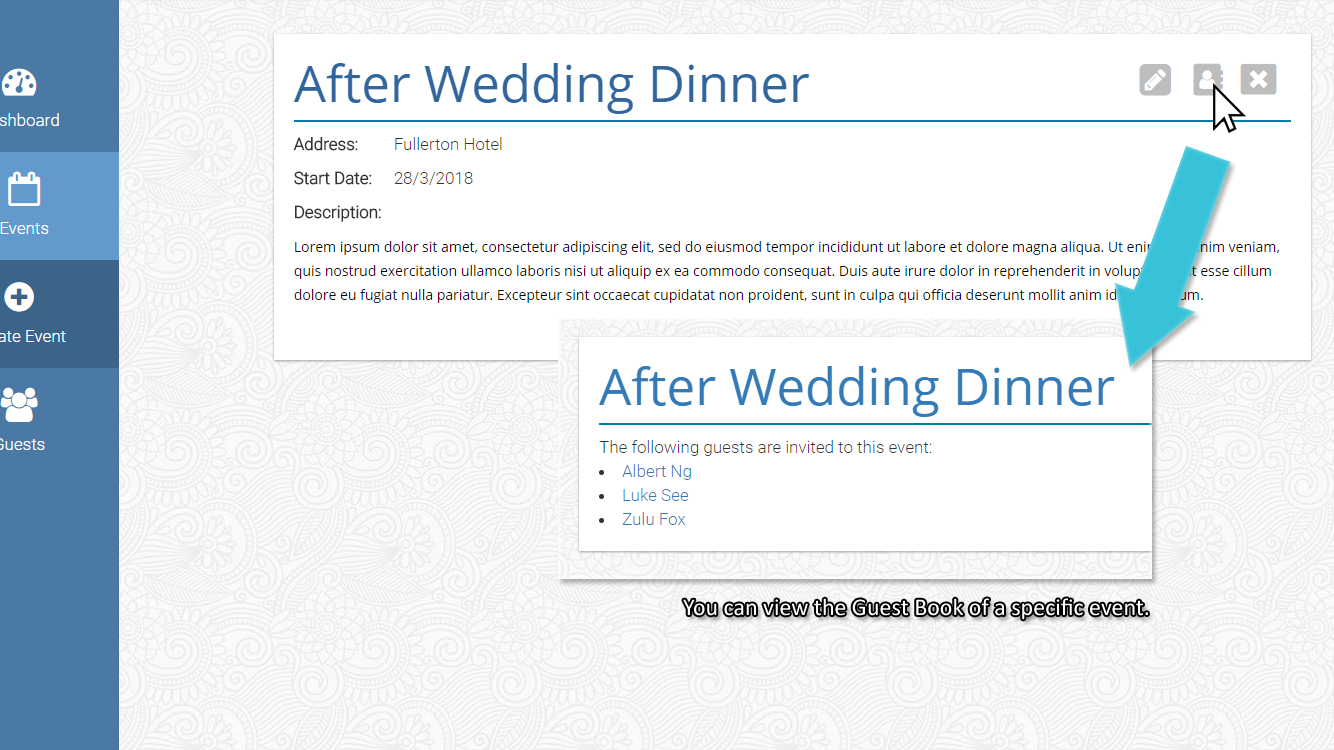 shboard
Events
ate Event
Guests
After Wedding Dinner
Address: Fullerton Hotel
Start Date: 28/3/2018
Description:
Lorem ipsum dolor sit amet, consectetur adipiscing elit, sed do eiusmod tempor incididunt ut labore et dolore magna aliqua. Ut eni nim veniam,
quis nostrud exercitation ullamco laboris nisi ut aliquip ex ea commodo consequat. Duis aute irure dolor in reprehenderit in volup t esse cillum
dolore eu fugiat nulla pariatur. Excepteur sint occaecat cupidatat non proident, sunt in culpa qui officia deserunt mollit anim id um.
After Wedding Dinner
The following guests are invited to this event:
• Albert Ng
• Luke See
• Zulu Fox
You can view the Guest Book of a specific event.